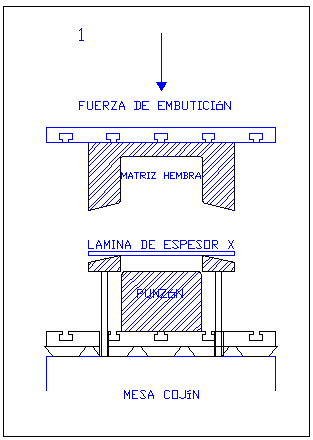 1
FUERZA DE EMBUTICIóN
MATRIZ HEMBRA
LAMINA DE ESPESOR X
PUNZóN
MESA COJíN